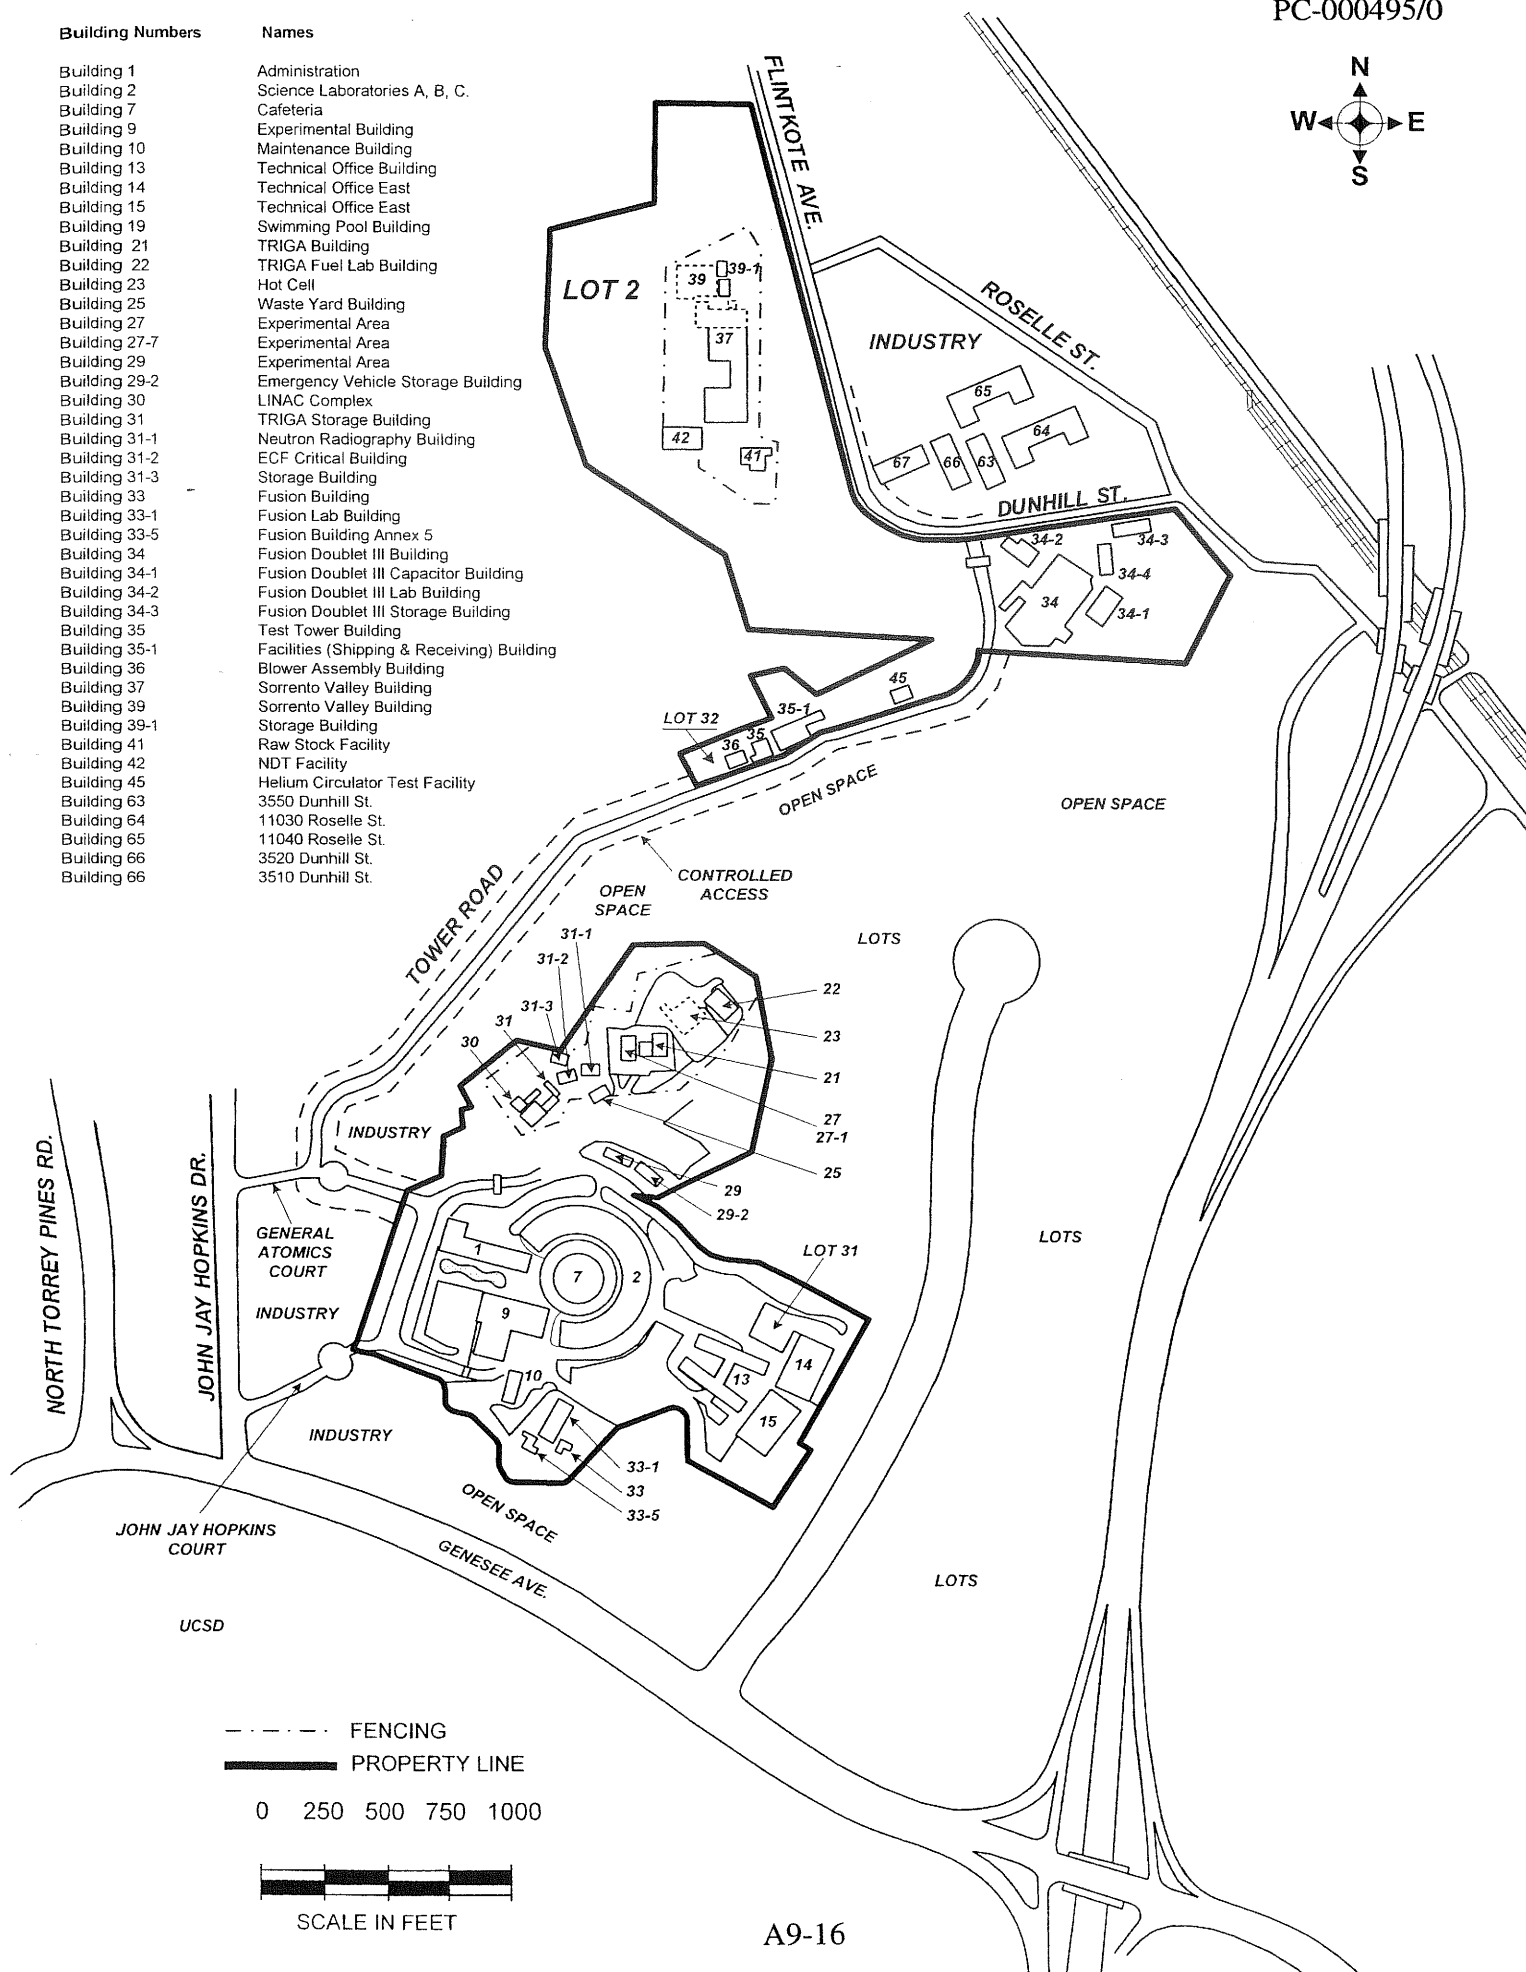 PC-000495/0
Building Numbers Names
Building 1 Administration
Building 2 Science Laboratories A, B, C.
Building 7 Cafeteria
Building 9 Experimental Building
Building 10 Maintenance Building
Building 13 Technical Office Building
Building 14 Technical Office East
Building 15 Technical Office East
Building 19 Swimming Pool Building
Building 21 TRIGA Building
Building 22 TRIGA Fuel Lab Building
Building 23 Hot Cell
Building 25 Waste Yard Building
Building 27 Experimental Area
Building 27-7 Experimental Area
Building 29 Experimental Area
Building 29-2 Emergency Vehicle Storage Building
Building 30 LINAC Complex
Building 31 TRIGA Storage Building
Building 31-1 Neutron Radiography Building
Building 31-2 ECF Critical Building
Building 31-3 Storage Building
Building 33 Fusion Building
Building 33-1 Fusion Lab Building
Building 33-5 Fusion Building Annex 5
Building 34 Fusion Doublet III Building
Building 34-1 Fusion Doublet III Capacitor Building
Building 34-2 Fusion Doublet III Lab Building
Building 34-3 Fusion Doublet III Storage Building
Building 35 Test Tower Building
Building 35-1 Facilities (Shipping & Receiving) Building
Building 36 Blower Assembly Building
Building 37 Sorrento Valley Building
Building 39 Sorrento Valley Building
Building 39-1 Storage Building
Building 41 Raw Stock Facility
Building 42 NDT Facility
Building 45 Helium Circulator Test Facility
Building 63 3550 Dunhill St.
Building 64 11030 Roselle St.
Building 65 11040 Roselle St.
Building 66 3520 Dunhill St.
Building 66 3510 Dunhill St.
N
W E
S
FLINTKOTE AVE.
LOT 2
39
39-1
37
42
41
ROSELLE ST.
INDUSTRY
65
64
67
66
63
DUNHILL ST.
34-2
34-3
34-4
34
34-1
45
35-1
LOT 32
35
36
OPEN SPACE
OPEN SPACE
CONTROLLED
ACCESS
OPEN
SPACE
TOWER ROAD
LOTS
31-1
31-2
31-3
31
30
22
23
21
27
27-1
25
29
29-2
INDUSTRY
NORTH TORREY PINES RD.
JOHN JAY HOPKINS DR.
GENERAL
ATOMICS
COURT
INDUSTRY
LOTS
LOT 31
1
7
2
9
10
13
14
15
INDUSTRY
33-1
33
33-5
OPEN SPACE
JOHN JAY HOPKINS
COURT
GENESEE AVE.
LOTS
UCSD
FENCING
PROPERTY LINE
0 250 500 750 1000
SCALE IN FEET
A9-16